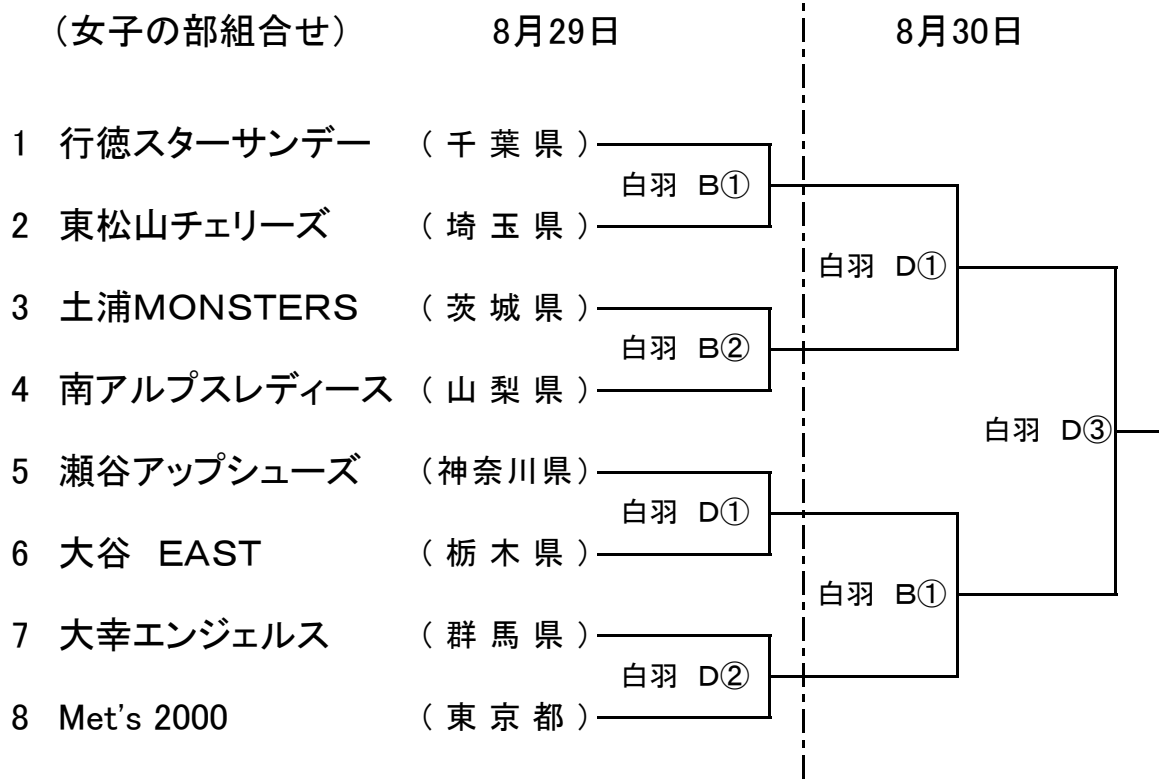 （女子の部組合せ） 8月29日 8月30日
1 行徳スターサンデー （千葉県）
白羽 B①
2 東松山チェリーズ （埼玉県）
白羽 D①
3 土浦MONSTERS （茨城県）
白羽 B②
4 南アルプスレディース （山梨県）
白羽 D③
5 瀬谷アップシューズ （神奈川県）
白羽 D①
6 大谷 EAST （栃木県）
白羽 B①
7 大幸エンジェルス （群馬県）
白羽 D②
8 Met's 2000 （東京都）